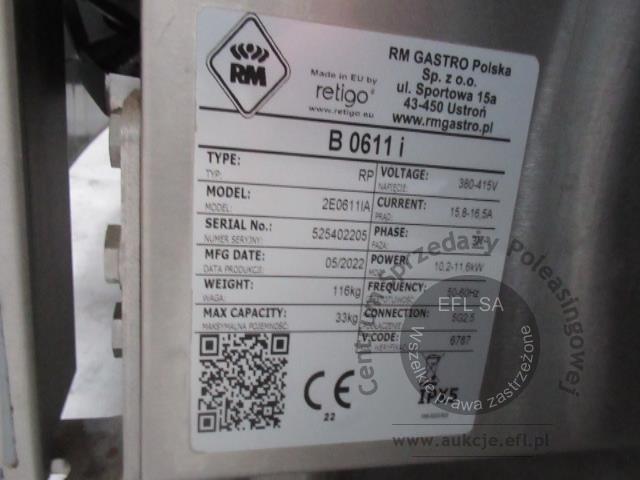 RM
Made in EU by
retigo®
www.retigo.eu
RM GASTRO Polska
Sp. z o.o.
ul. Sportowa 15a
43-450 Ustroń
www.rmgastro.pl
B 0611 i
TYPE: RP
TYP:
MODEL: 2E0611IA
MODEL:
SERIAL No.: 525402205
NUMER SERYJNY:
MFG DATE: 05/2022
DATA PRODUKCJI:
WEIGHT: 116kg
WAGA:
MAX CAPACITY: 33kg
MAKSYMALNA POJEMNOŚĆ:
VOLTAGE: 380-415V
NAPIĘCIE:
CURRENT: 15,8-16,5A
PRĄD:
PHASE:
FAZA:
POWER: 10,2-11,6kW
FREQUENCY: 50-60Hz
CONNECTION: 5G2,5
V.CODE: 6787
CE
22
IPX5
Centrum Sprzedaży Poleasingowej
EFL SA
Wszelkie prawa zastrzeżone
www.aukcje.efl.pl